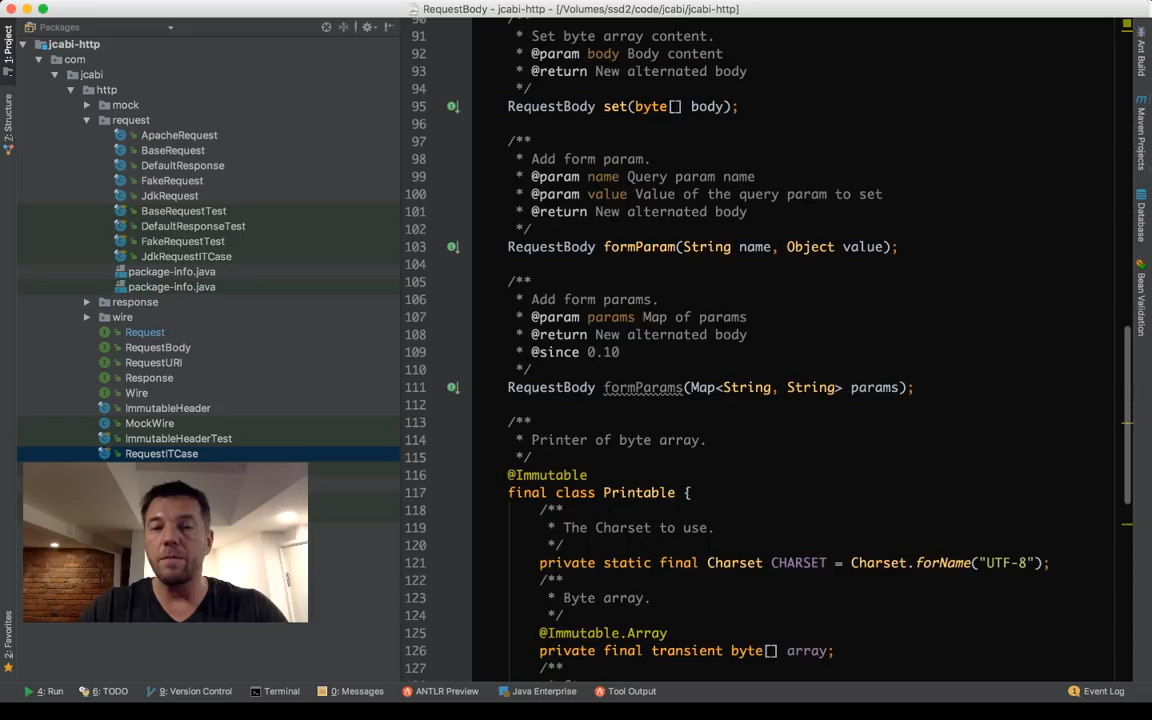 RequestBody - jcabi-http - [/Volumes/ssd2/code/jcabi/jcabi-http]
Packages
1: Project
7: Structure
2: Favorites
jcabi-http
com
jcabi
http
mock
request
ApacheRequest
BaseRequest
DefaultResponse
FakeRequest
JdkRequest
BaseRequestTest
DefaultResponseTest
FakeRequestTest
JdkRequestITCase
package-info.java
package-info.java
response
wire
Request
RequestBody
RequestURI
Response
Wire
ImmutableHeader
MockWire
ImmutableHeaderTest
RequestITCase
90 */
91 * Set byte array content.
92 * @param body Body content
93 * @return New alternated body
94 */
95 RequestBody set(byte[] body);
96
97 /**
98 * Add form param.
99 * @param name Query param name
100 * @param value Value of the query param to set
101 * @return New alternated body
102 */
103 RequestBody formParam(String name, Object value);
104
105 /**
106 * Add form params.
107 * @param params Map of params
108 * @return New alternated body
109 * @since 0.10
110 */
111 RequestBody formParams(Map<String, String> params);
112
113 /**
114 * Printer of byte array.
115 */
116 @Immutable
117 final class Printable {
118 /**
119 * The Charset to use.
120 */
121 private static final Charset CHARSET = Charset.forName("UTF-8");
122 /**
123 * Byte array.
124 */
125 @Immutable.Array
126 private final transient byte[] array;
127 /**
Ant Build
Maven Projects
Database
Bean Validation
4: Run
6: TODO
9: Version Control
Terminal
0: Messages
ANTLR Preview
Java Enterprise
Tool Output
1 Event Log